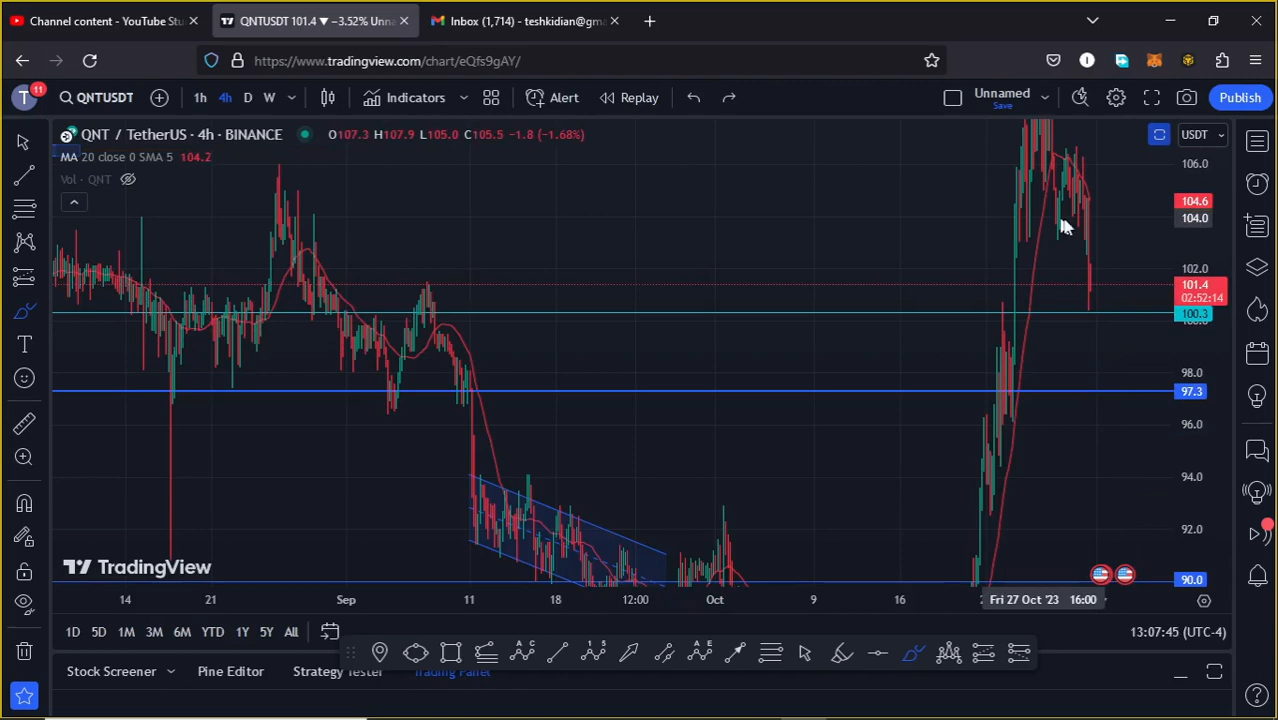 Channel content - YouTube Stu
QNTUSDT 101.4 ▼ −3.52% Unna
Inbox (1,714) - teshkidian@gma
https://www.tradingview.com/chart/eQfs9gAY/
T
11
QNTUSDT
1h
4h
D
W
Indicators
Alert
Replay
Unnamed
Save
Publish
QNT / TetherUS · 4h · BINANCE
O107.3 H107.9 L105.0 C105.5 −1.8 (−1.68%)
MA 20 close 0 SMA 5 104.2
Vol · QNT
USDT
106.0
104.6
104.0
102.0
101.4
02:52:14
100.3
98.0
97.3
96.0
94.0
92.0
90.0
TradingView
14
21
Sep
11
18
12:00
Oct
9
16
Fri 27 Oct '23 16:00
1D
5D
1M
3M
6M
YTD
1Y
5Y
All
13:07:45 (UTC-4)
Stock Screener
Pine Editor
Strategy Tester
Trading Panel